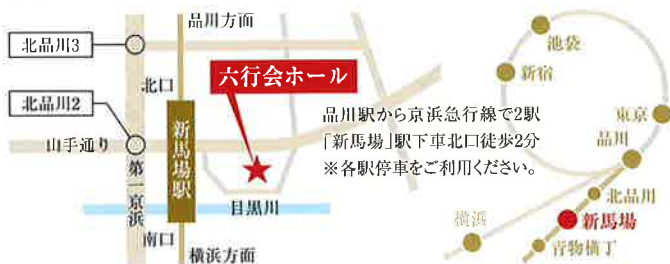 品川方面
北品川3
北口
六行会ホール
北品川2
山手通り
新馬場駅
第一京浜
目黒川
南口
横浜方面
品川駅から京浜急行線で2駅
「新馬場」駅下車北口徒歩2分
※各駅停車をご利用ください。
池袋
新宿
東京
品川
北品川
新馬場
横浜
青物横丁